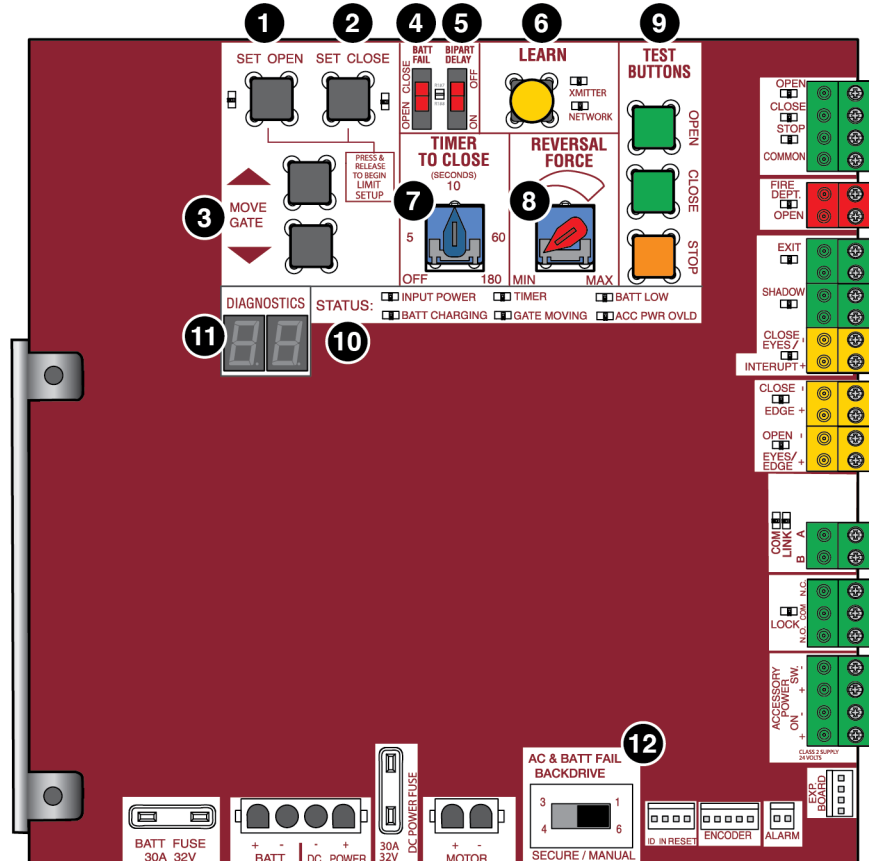 1
2
4
5
6
9
SET OPEN
SET CLOSE
BATT
FAIL
OPEN CLOSE
BIPART
DELAY
OFF
ON
LEARN
XMITTER
NETWORK
TEST
BUTTONS
OPEN
CLOSE
STOP
PRESS &
RELEASE
TO BEGIN
LIMIT
SETUP
3
MOVE
GATE
TIMER
TO CLOSE
(SECONDS)
10
7
5
60
OFF
180
REVERSAL
FORCE
8
MIN
MAX
DIAGNOSTICS
11
8.8.
STATUS:
INPUT POWER
TIMER
BATT LOW
BATT CHARGING
GATE MOVING
ACC PWR OVLD
10
OPEN
CLOSE
STOP
COMMON
FIRE
DEPT.
OPEN
EXIT
SHADOW
CLOSE
EYES/ -
INTERUPT +
CLOSE -
EDGE +
OPEN -
EYES/
EDGE +
COM
LINK
A
B
LOCK
N.C.
COM
N.O.
ACCESSORY
POWER
ON SW.
- + - +
CLASS 2 SUPPLY
24 VOLTS
EXP.
BOARD
12
AC & BATT FAIL
BACKDRIVE
3 1
4 6
SECURE / MANUAL
BATT FUSE
30A 32V
+ - - +
BATT DC POWER
DC POWER FUSE
30A
32V
+ -
MOTOR
ID IN RESET
ENCODER
ALARM